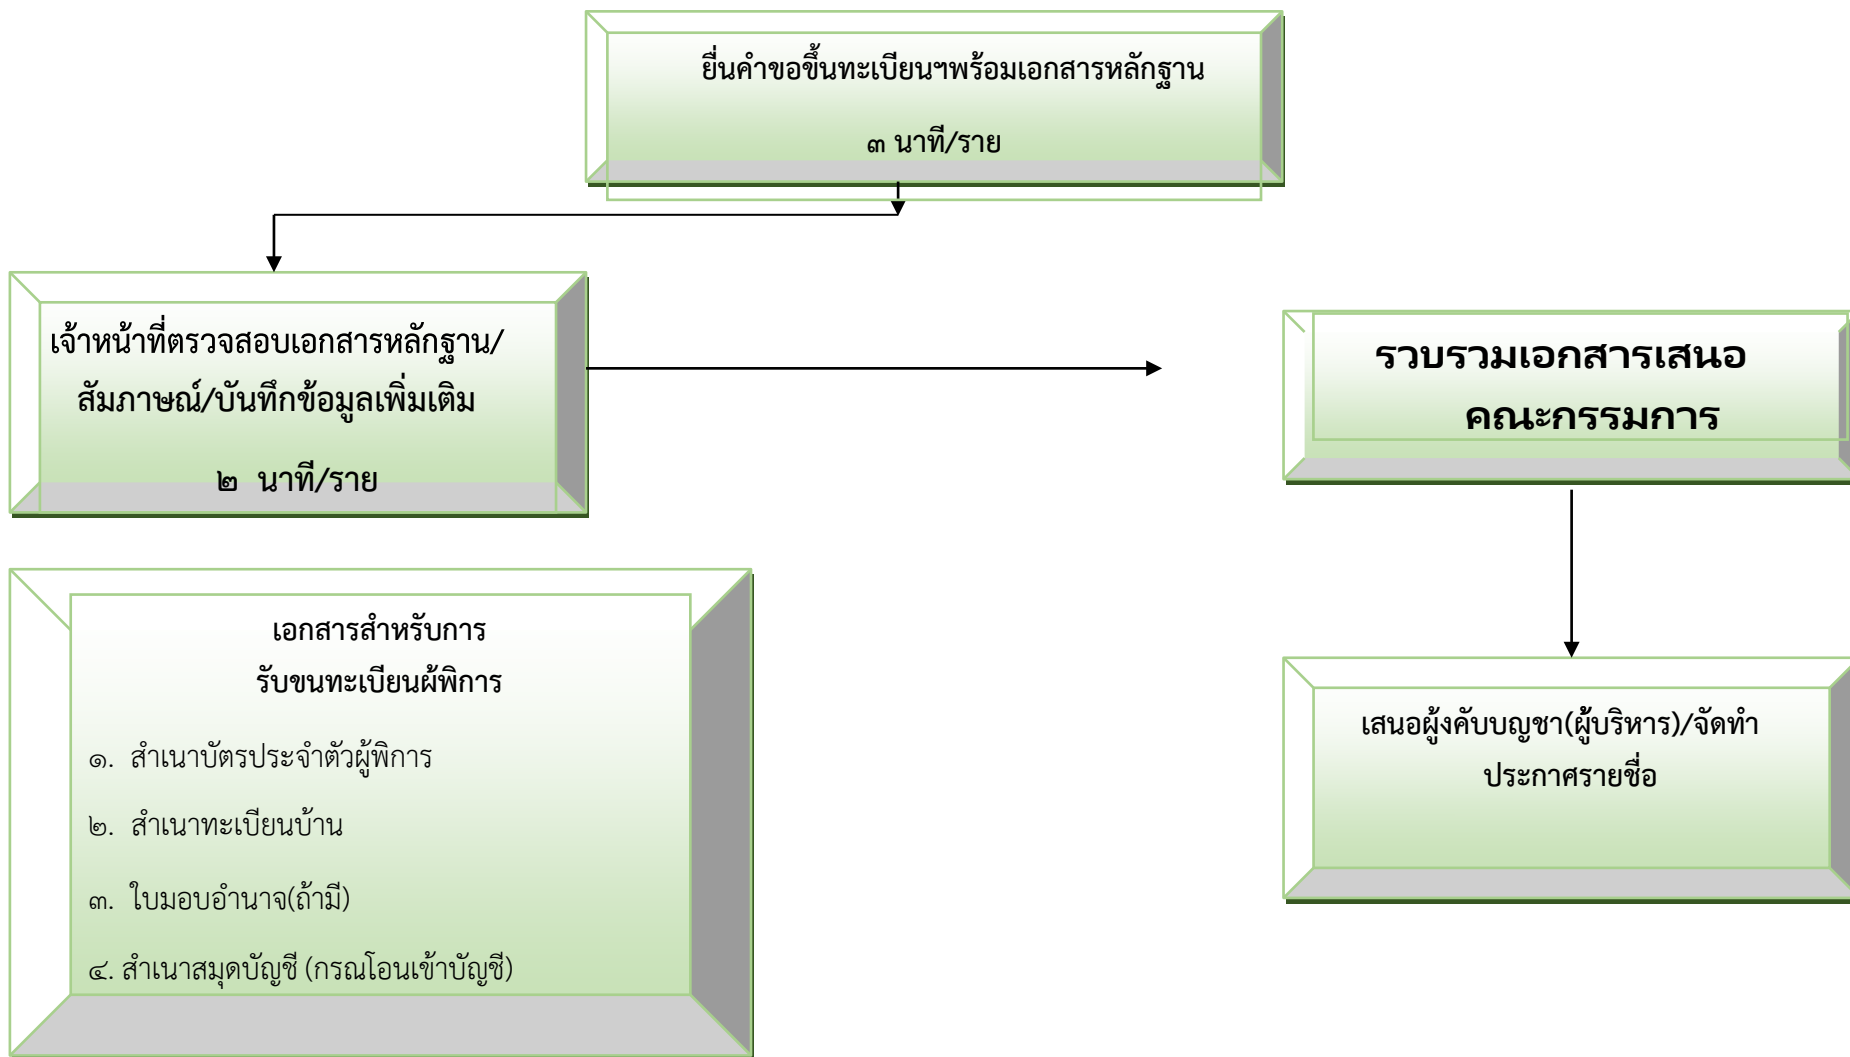 ยื่นคำขอขึ้นทะเบียนฯพร้อมเอกสารหลักฐาน
๓ นาที/ราย
เจ้าหน้าที่ตรวจสอบเอกสารหลักฐาน/
สัมภาษณ์/บันทึกข้อมูลเพิ่มเติม
๒ นาที/ราย
รวบรวมเอกสารเสนอ
คณะกรรมการ
เอกสารสำหรับการ
รับขนทะเบียนผ้พิการ
๑. สำเนาบัตรประจำตัวผู้พิการ
๒. สำเนาทะเบียนบ้าน
๓. ใบมอบอำนาจ(ถ้ามี)
๔. สำเนาสมุดบัญชี (กรณโอนเข้าบัญชี)
เสนอผู้งคับบญชา(ผู้บริหาร)/จัดทำ
ประกาศรายชื่อ